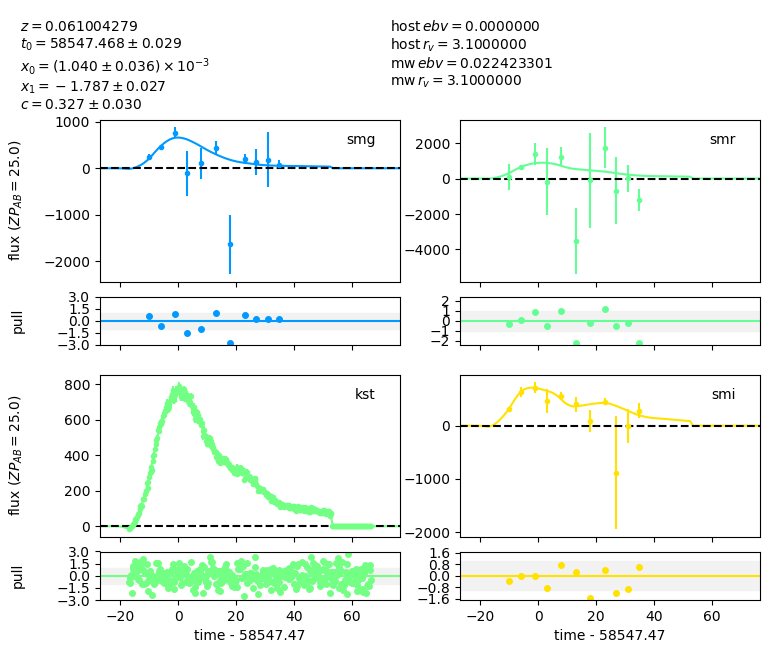 z = 0.061004279
t₀ = 58547.468 ± 0.029
x₀ = (1.040 ± 0.036) × 10⁻³
x₁ = −1.787 ± 0.027
c = 0.327 ± 0.030
host ebv = 0.0000000
host r_v = 3.1000000
mw ebv = 0.022423301
mw r_v = 3.1000000
smg
1000
0
−1000
−2000
flux (ZP_AB = 25.0)
smr
2000
0
−2000
−4000
3.0
1.5
0.0
−1.5
−3.0
pull
2
1
0
−1
−2
kst
800
600
400
200
0
flux (ZP_AB = 25.0)
smi
0
−1000
−2000
3.0
1.5
0.0
−1.5
−3.0
pull
−20 0 20 40 60
time - 58547.47
1.6
0.8
0.0
−0.8
−1.6
−20 0 20 40 60
time - 58547.47